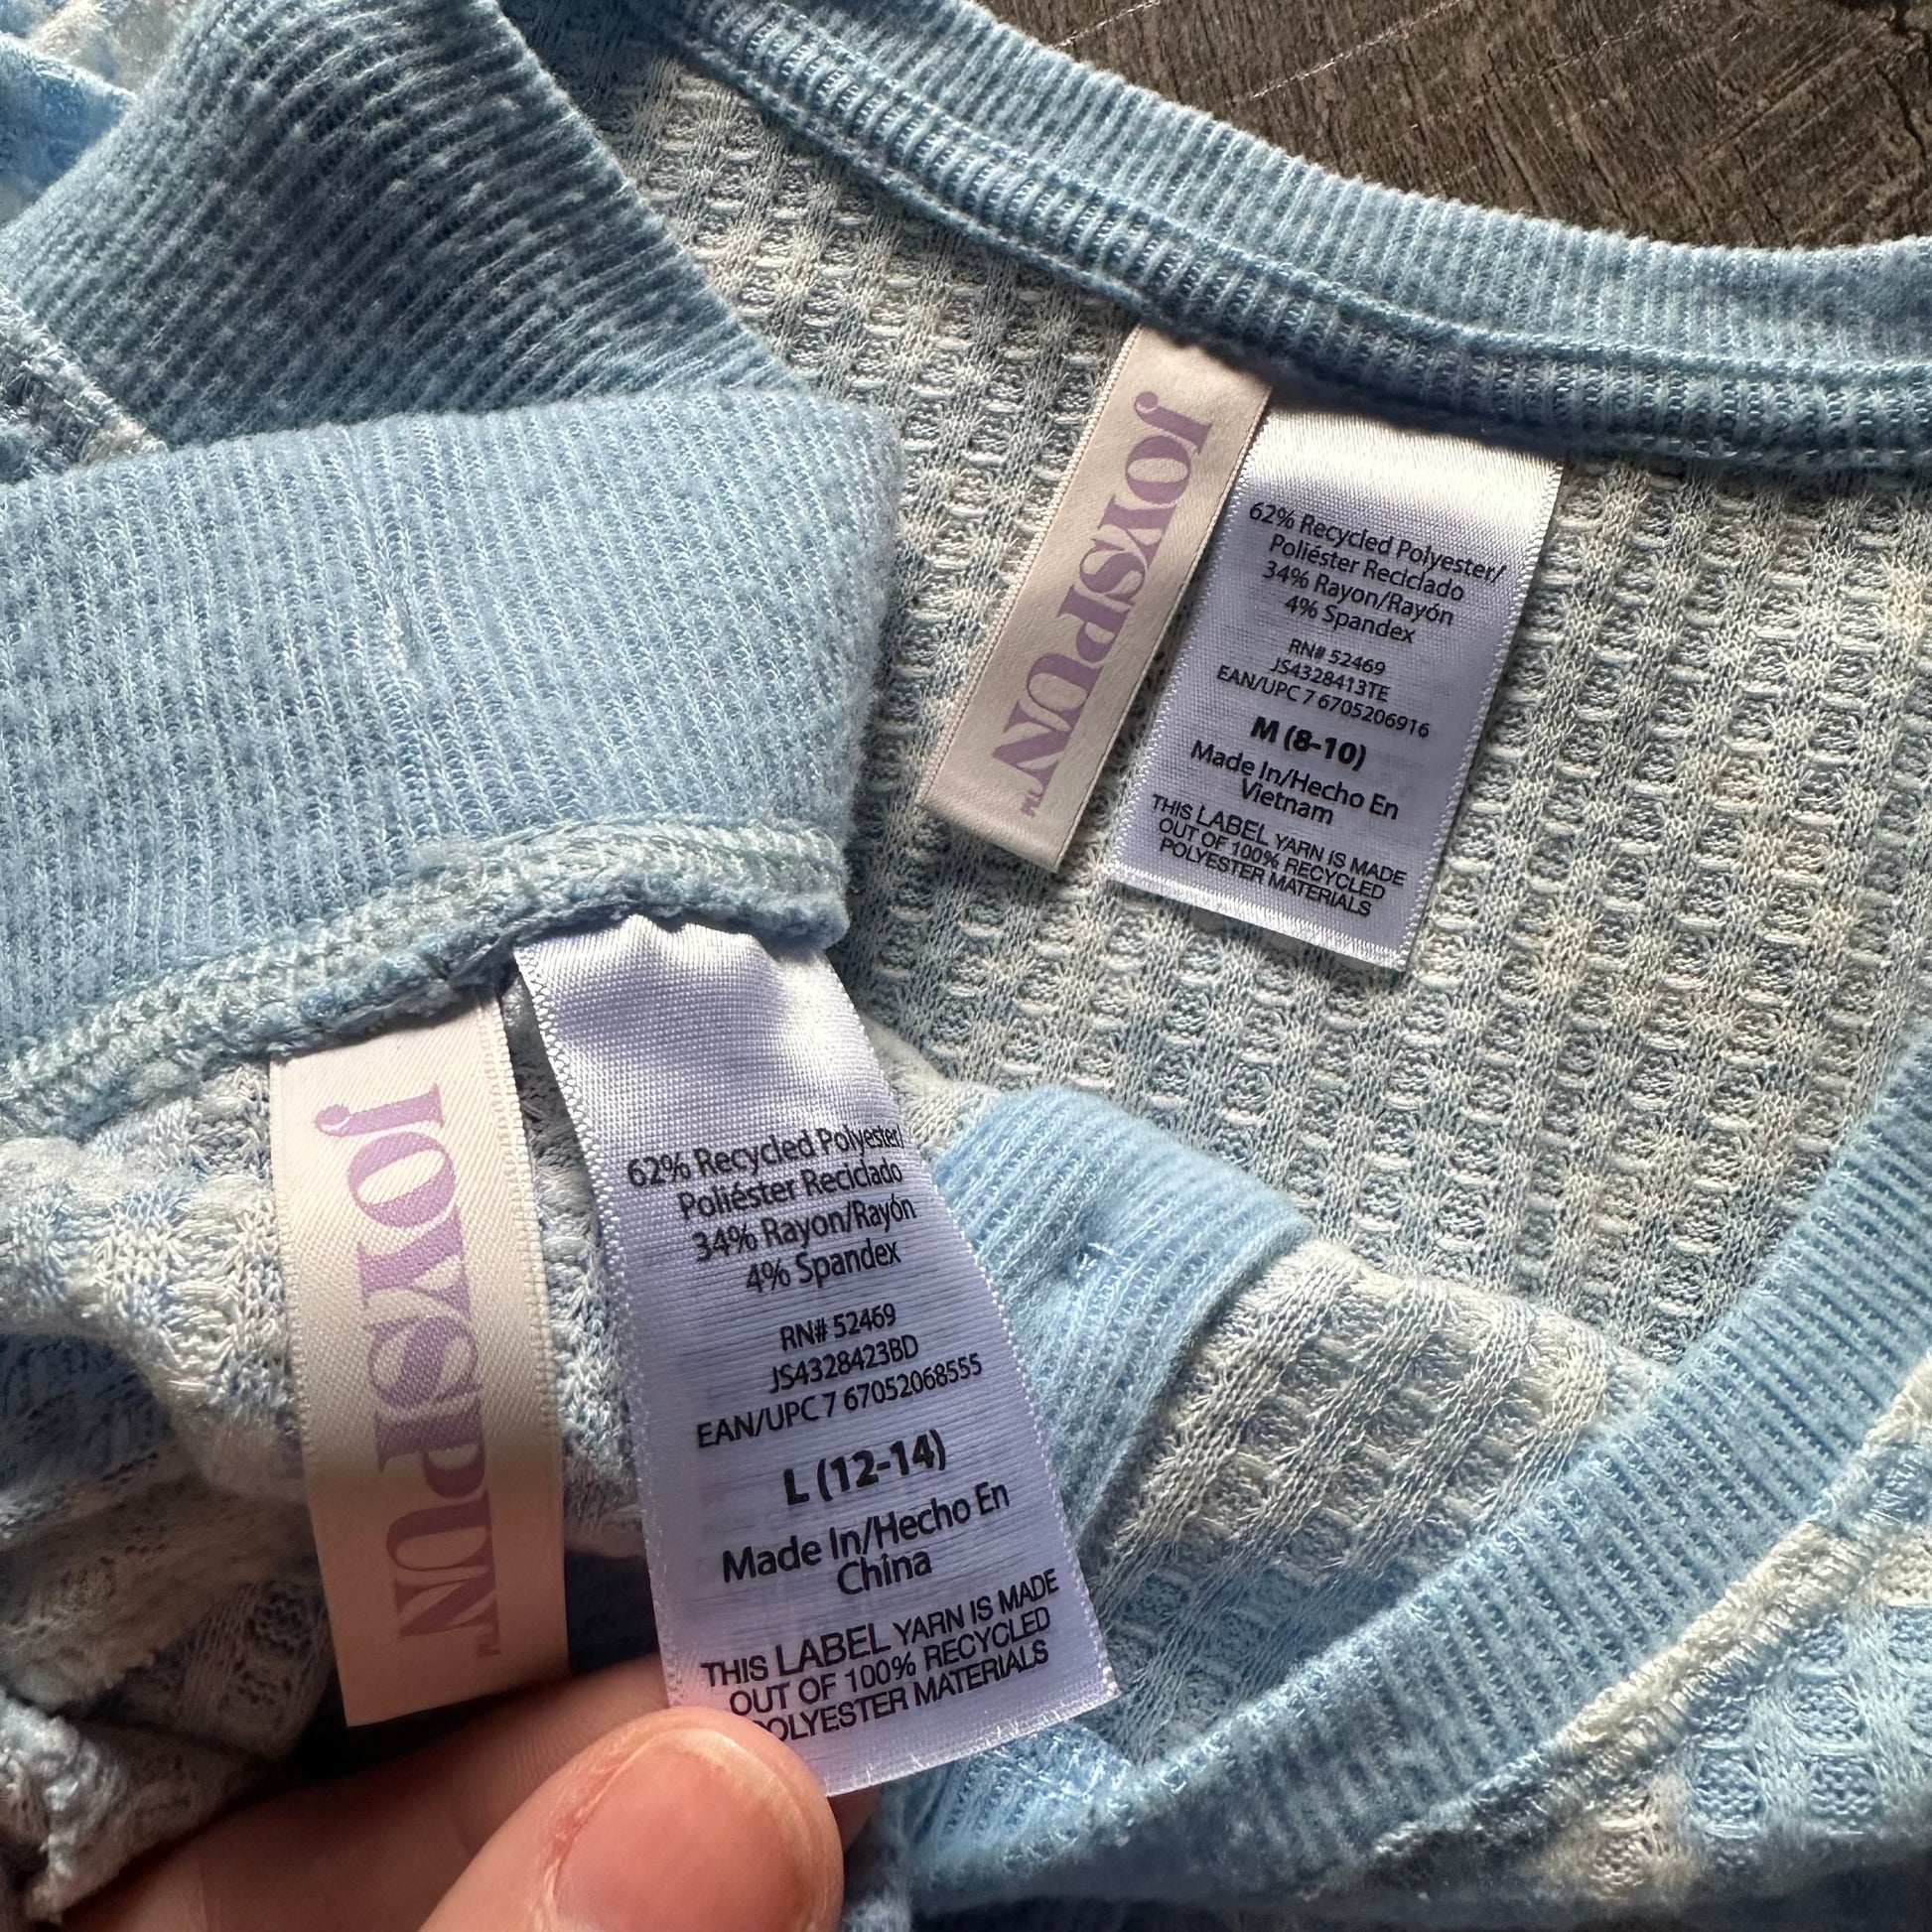 JOYSPUN™
62% Recycled Polyester/
Poliéster Reciclado
34% Rayon/Rayón
4% Spandex
RN# 52469
JS4328413TE
EAN/UPC 7 6705206916
M (8-10)
Made In/Hecho En
Vietnam
THIS LABEL YARN IS MADE
OUT OF 100% RECYCLED
POLYESTER MATERIALS
JOYSPUN™
62% Recycled Polyester/
Poliéster Reciclado
34% Rayon/Rayón
4% Spandex
RN# 52469
JS4328423BD
EAN/UPC 7 67052068555
L (12-14)
Made In/Hecho En
China
THIS LABEL YARN IS MADE
OUT OF 100% RECYCLED
POLYESTER MATERIALS